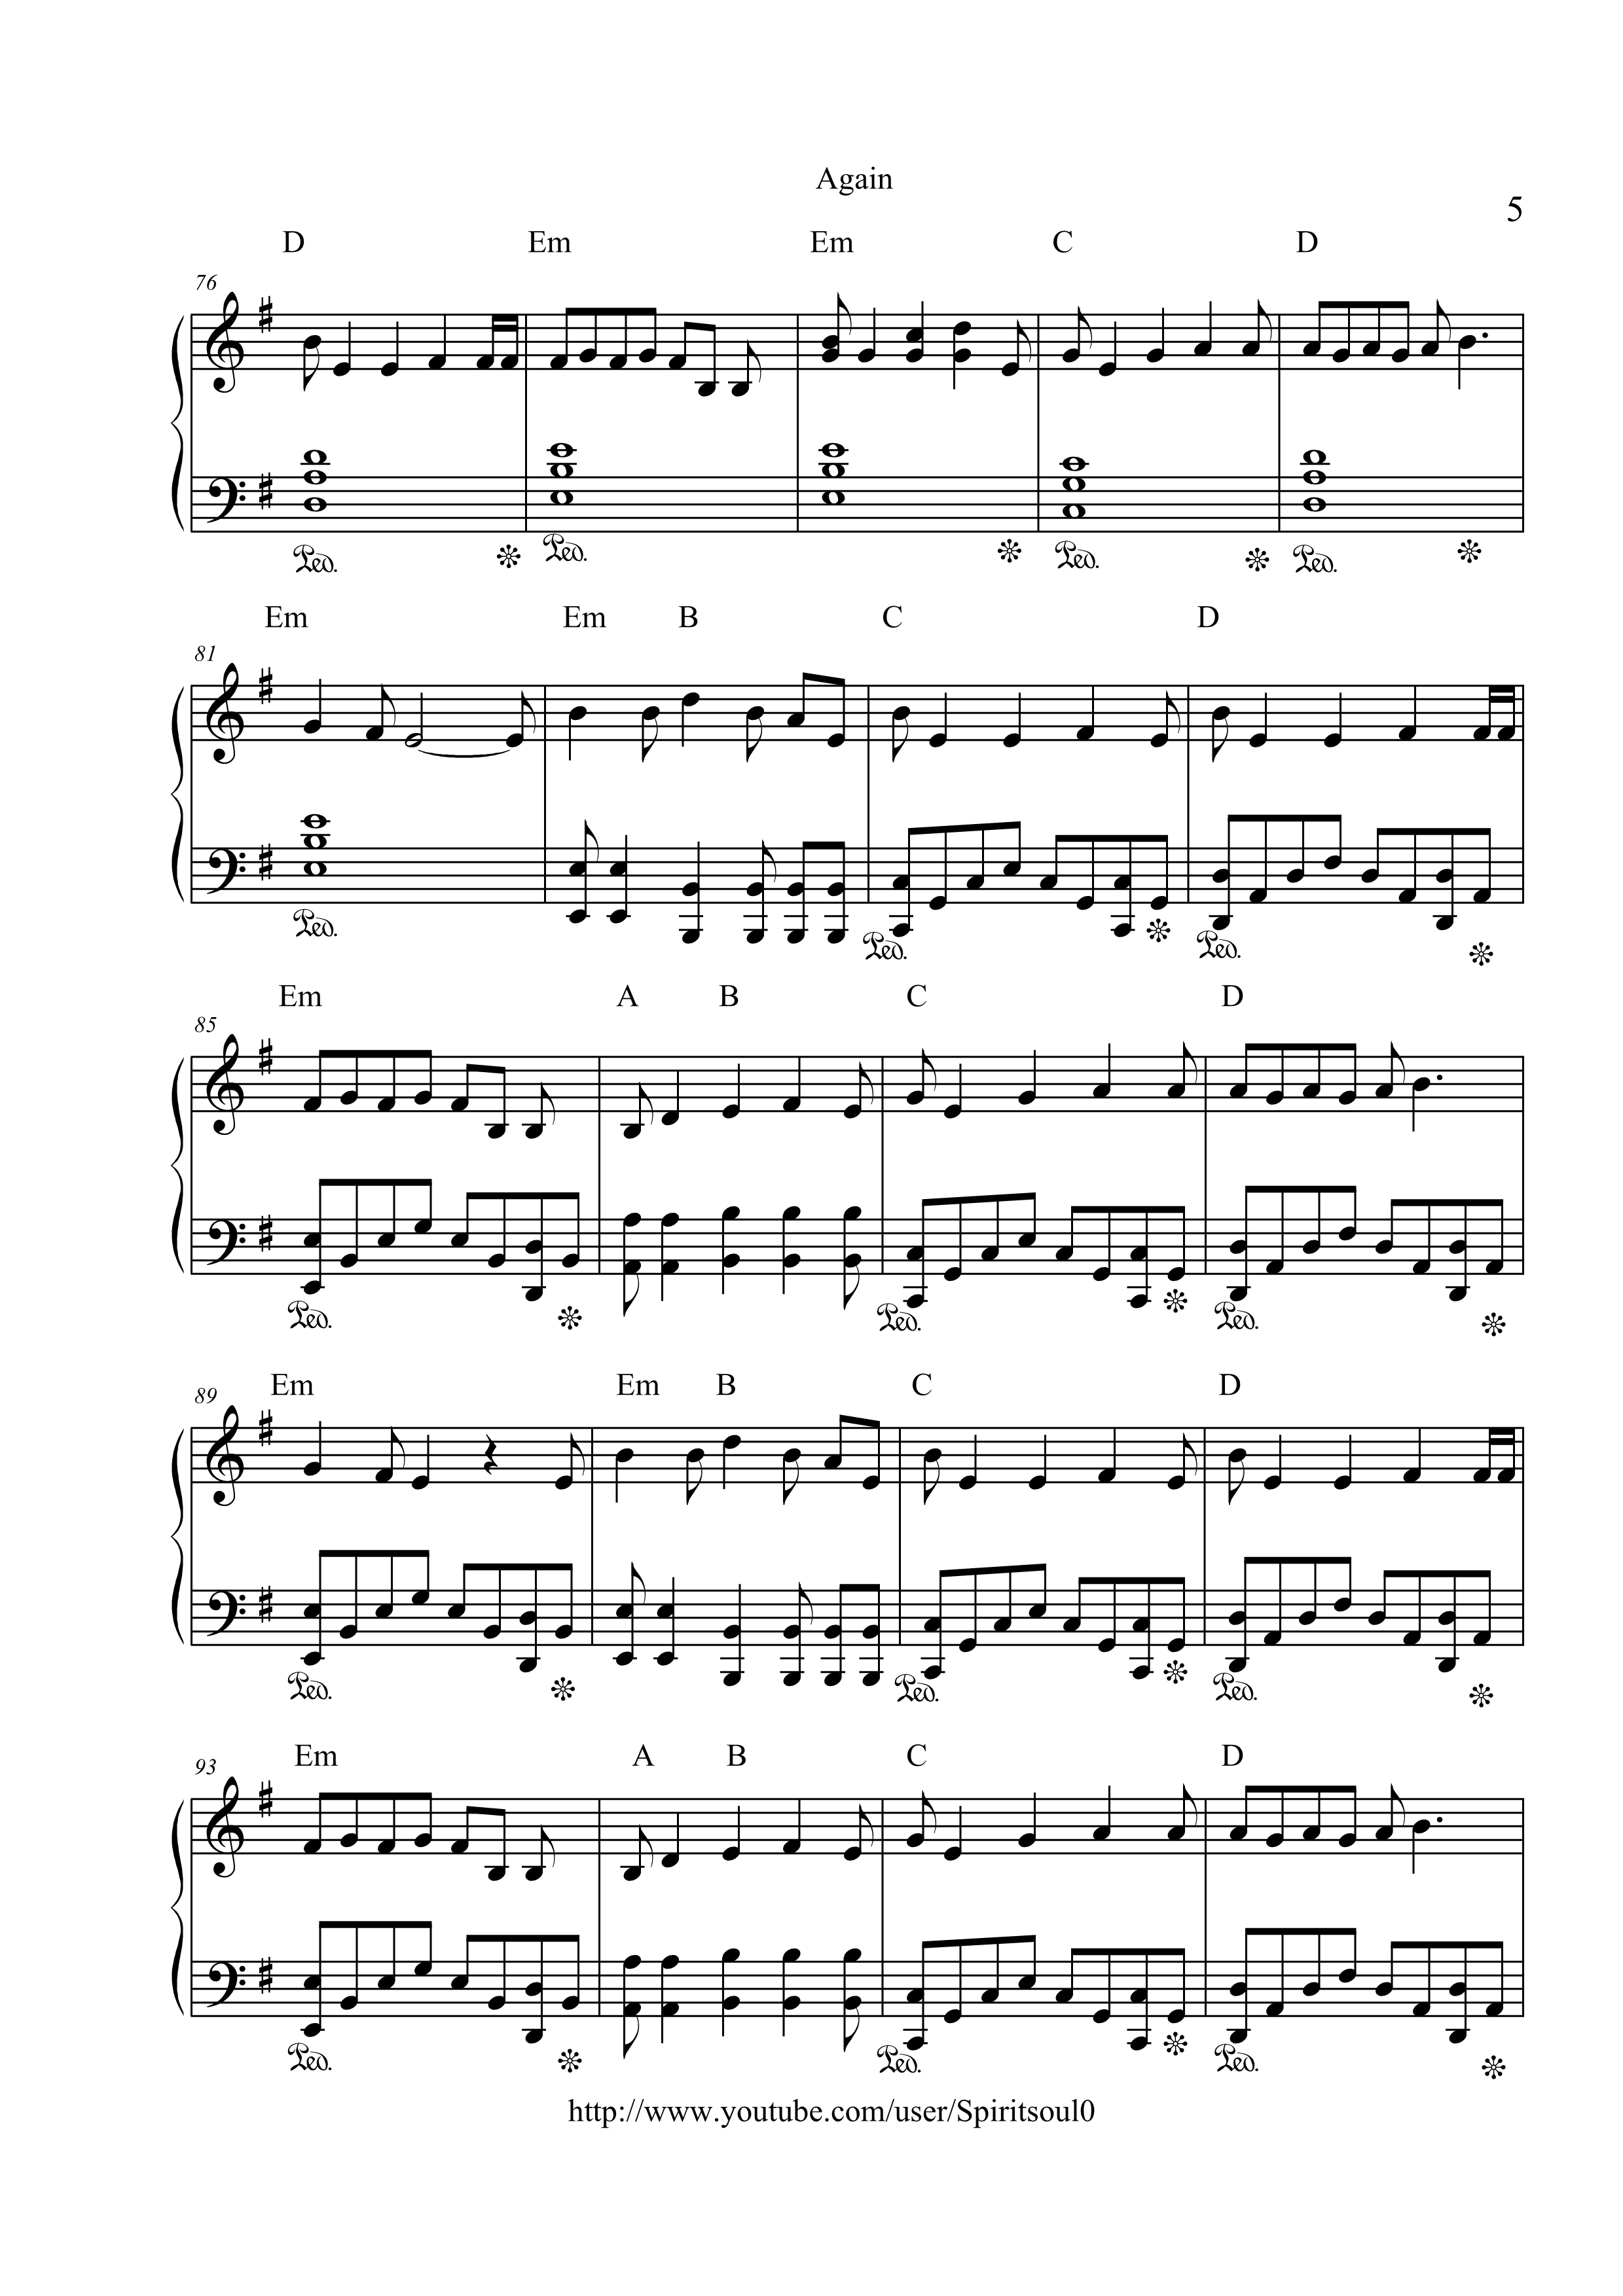 Again
5
D Em Em C D
76
Ped. Ped. Ped. Ped.
Em Em B C D
81
Ped. Ped. Ped.
Em A B C D
85
Ped. Ped. Ped.
Em Em B C D
89
Ped. Ped. Ped.
Em A B C D
93
Ped. Ped. Ped.
http://www.youtube.com/user/Spiritsoul0